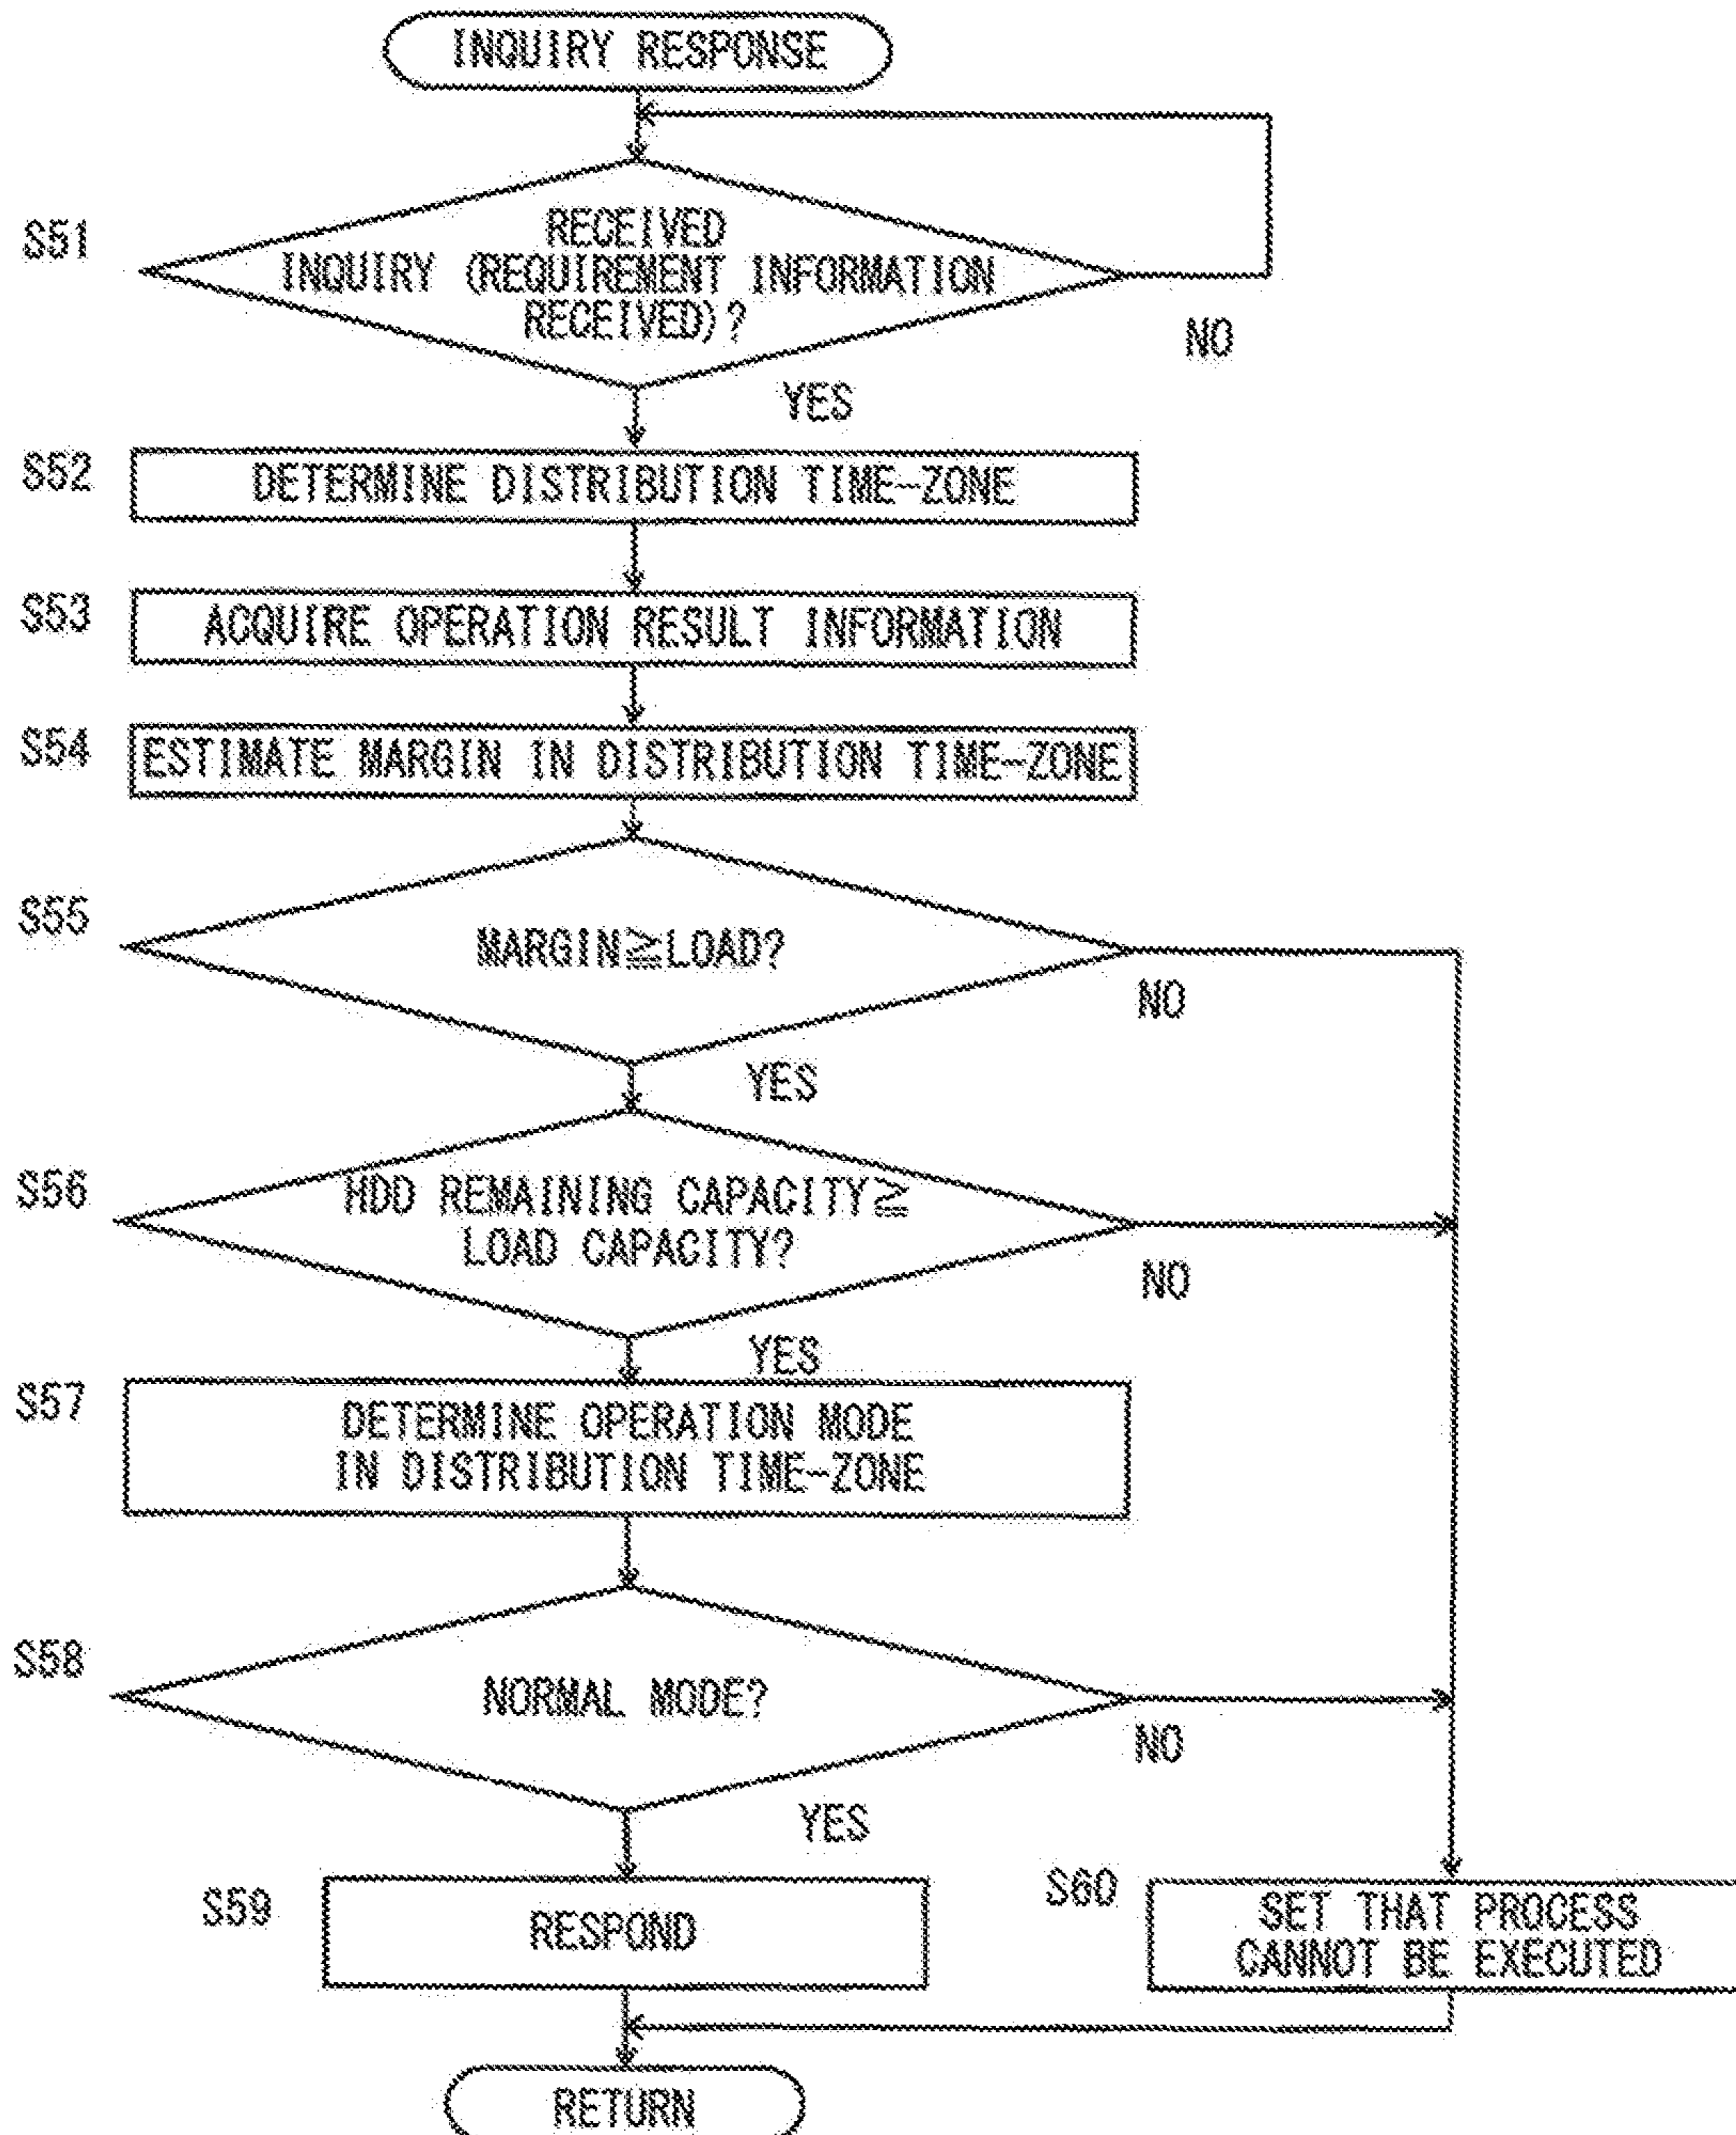 INQUIRY RESPONSE
S51
RECEIVED
INQUIRY (REQUIREMENT INFORMATION
RECEIVED)?
NO
YES
S52
DETERMINE DISTRIBUTION TIME-ZONE
S53
ACQUIRE OPERATION RESULT INFORMATION
S54
ESTIMATE MARGIN IN DISTRIBUTION TIME-ZONE
S55
MARGIN≧LOAD?
NO
YES
S56
HDD REMAINING CAPACITY≧
LOAD CAPACITY?
NO
YES
S57
DETERMINE OPERATION MODE
IN DISTRIBUTION TIME-ZONE
S58
NORMAL MODE?
NO
YES
S59
RESPOND
S60
SET THAT PROCESS
CANNOT BE EXECUTED
RETURN